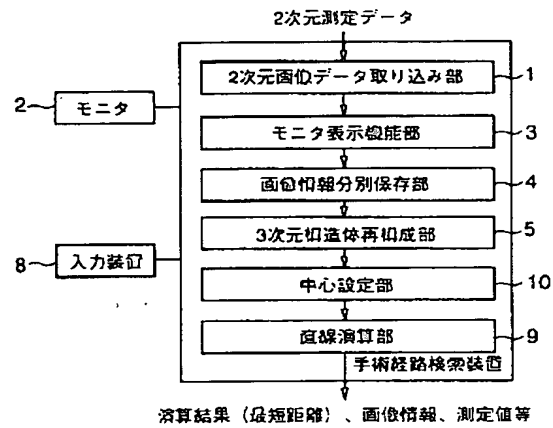 2次元測定データ
2次元画像データ取り込み部
1
2
モニタ
モニタ表示機能部
3
画像情報分別保存部
4
3次元構造体再構成部
5
8
入力装置
中心設定部
10
直線演算部
9
手術経路検索装置
演算結果(最短距離)、画像情報、測定値等